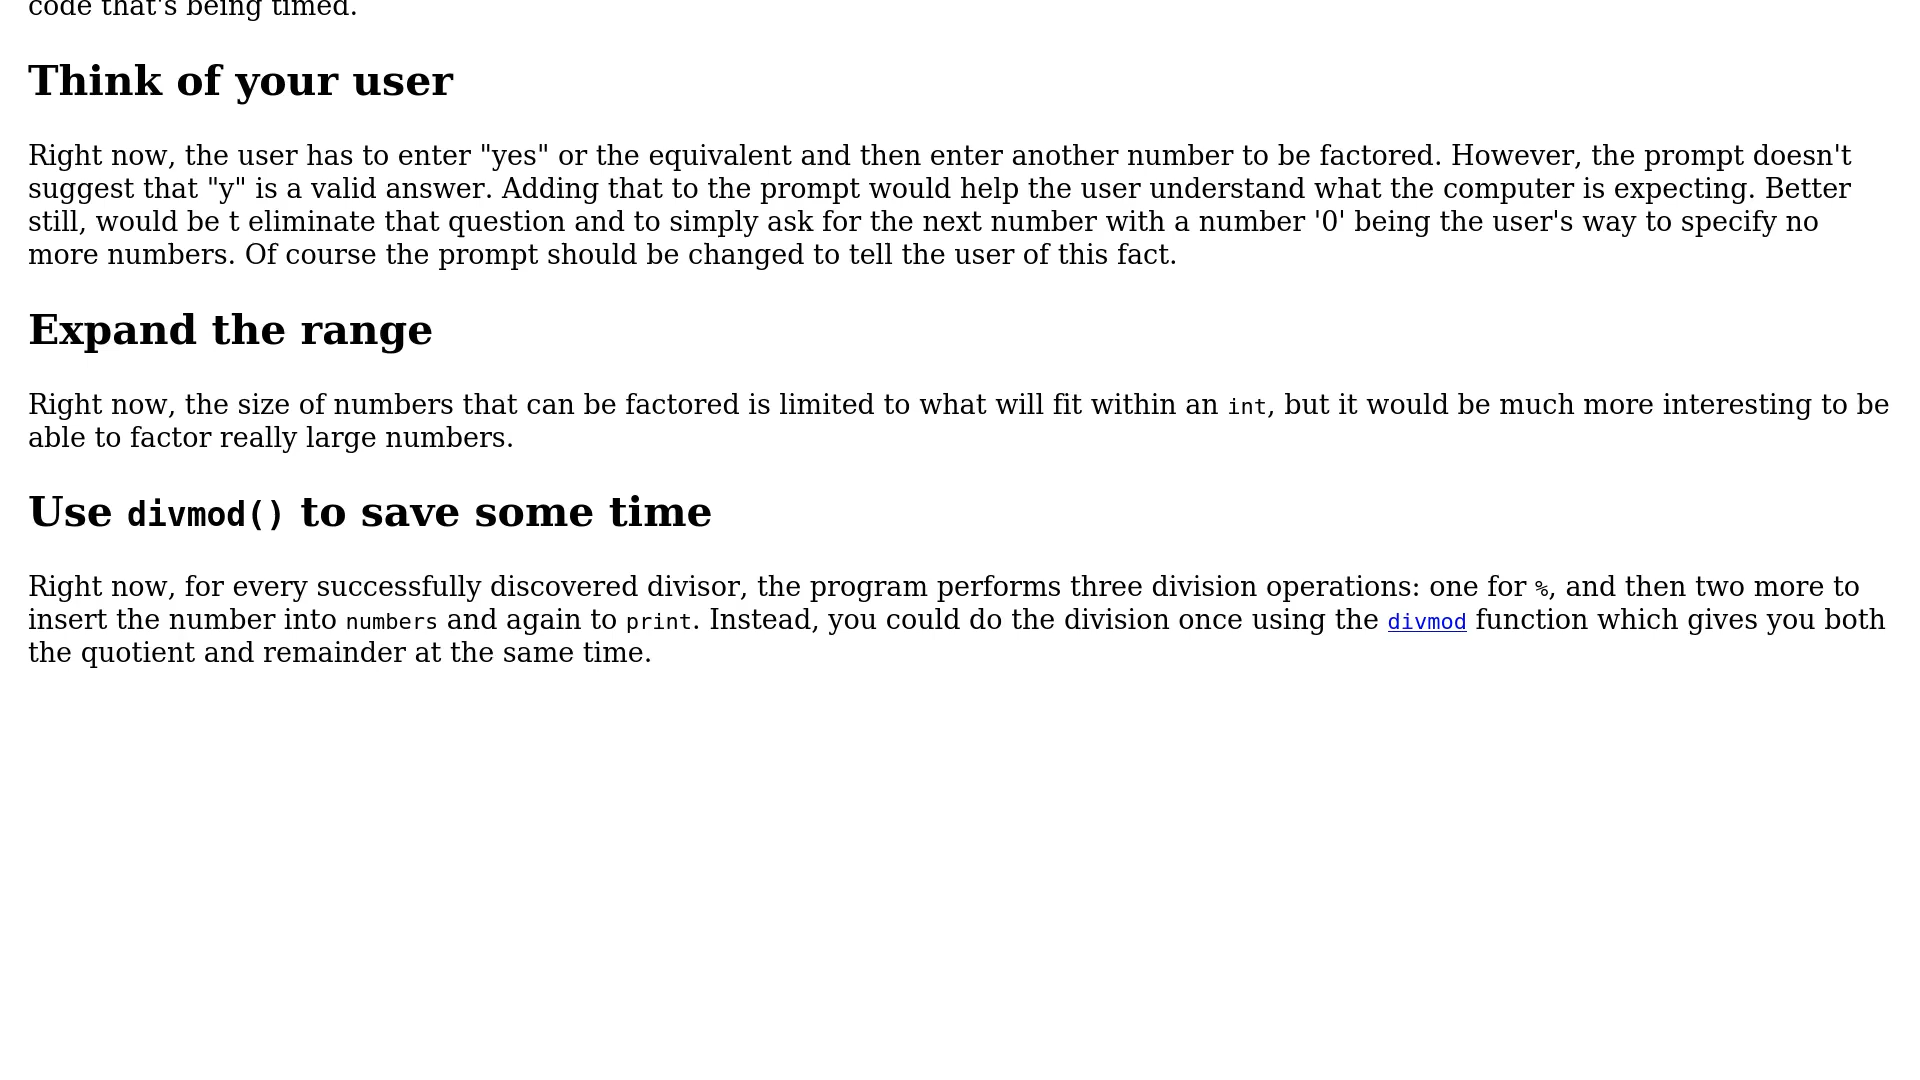 code that's being timed.
Think of your user
Right now, the user has to enter "yes" or the equivalent and then enter another number to be factored. However, the prompt doesn't
suggest that "y" is a valid answer. Adding that to the prompt would help the user understand what the computer is expecting. Better
still, would be t eliminate that question and to simply ask for the next number with a number '0' being the user's way to specify no
more numbers. Of course the prompt should be changed to tell the user of this fact.
Expand the range
Right now, the size of numbers that can be factored is limited to what will fit within an int, but it would be much more interesting to be
able to factor really large numbers.
Use divmod() to save some time
Right now, for every successfully discovered divisor, the program performs three division operations: one for %, and then two more to
insert the number into numbers and again to print. Instead, you could do the division once using the divmod function which gives you both
the quotient and remainder at the same time.